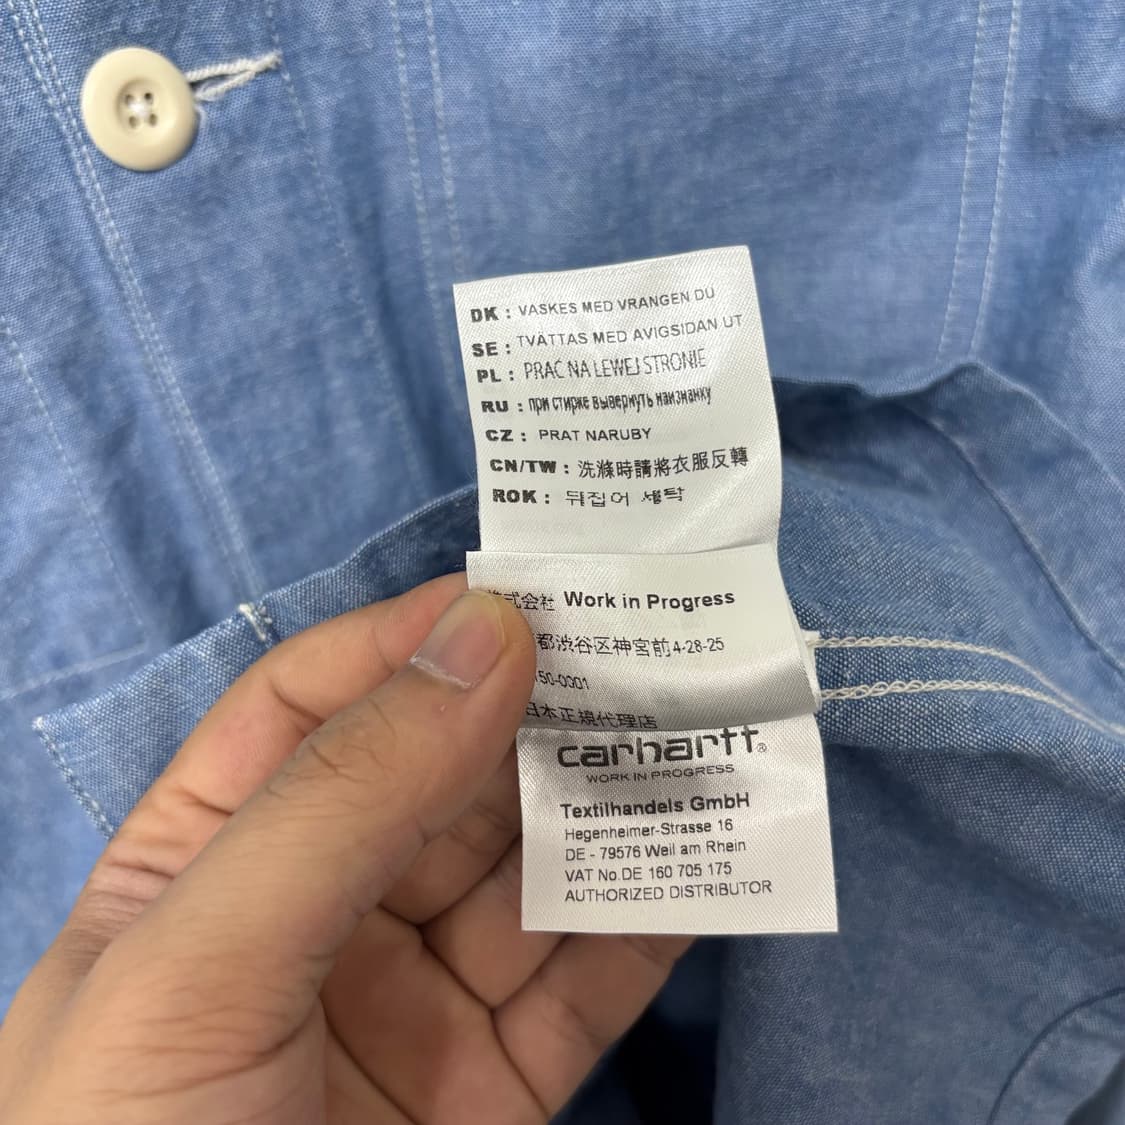 DK : VASKES MED VRANGEN DU
SE : TVÄTTAS MED AVIGSIDAN UT
PL : PRAĆ NA LEWEJ STRONIE
RU : при стирке вывернуть наизнанку
CZ : PRAT NARUBY
CN/TW : 洗滌時請將衣服反轉
ROK : 뒤집어 세탁
式会社 Work in Progress
都渋谷区神宮前4-28-25
150-0001
日本正規代理店
carhartt®
WORK IN PROGRESS
Textilhandels GmbH
Hegenheimer-Strasse 16
DE - 79576 Weil am Rhein
VAT No.DE 160 705 175
AUTHORIZED DISTRIBUTOR